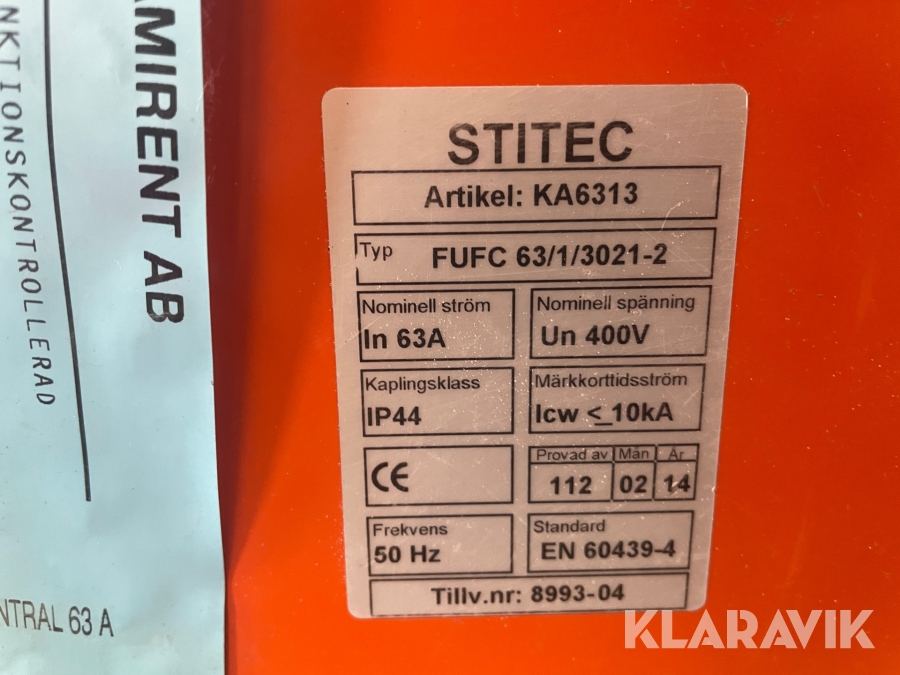 NKTIONSKONTROLLERAD
AMIRENT AB
NTRAL 63 A
STITEC
Artikel: KA6313
Typ FUFC 63/1/3021-2
Nominell ström
In 63A
Nominell spänning
Un 400V
Kaplingsklass
IP44
Märkkorttidsström
Icw <_10kA
CE
Provad av Mån År
112 02 14
Frekvens
50 Hz
Standard
EN 60439-4
Tillv.nr: 8993-04
KLARAVIK